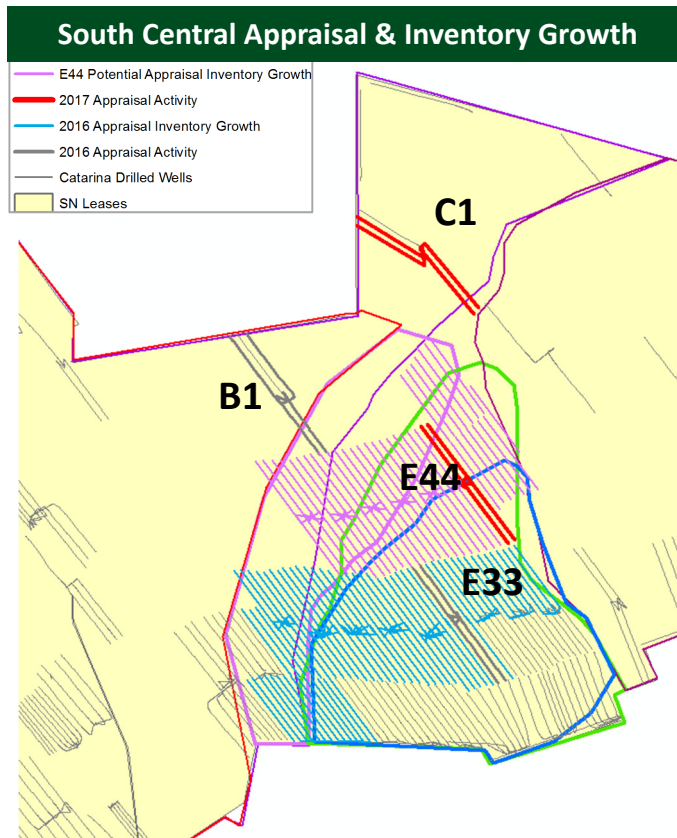 South Central Appraisal & Inventory Growth
E44 Potential Appraisal Inventory Growth
2017 Appraisal Activity
2016 Appraisal Inventory Growth
2016 Appraisal Activity
Catarina Drilled Wells
SN Leases
C1
B1
E44
E33